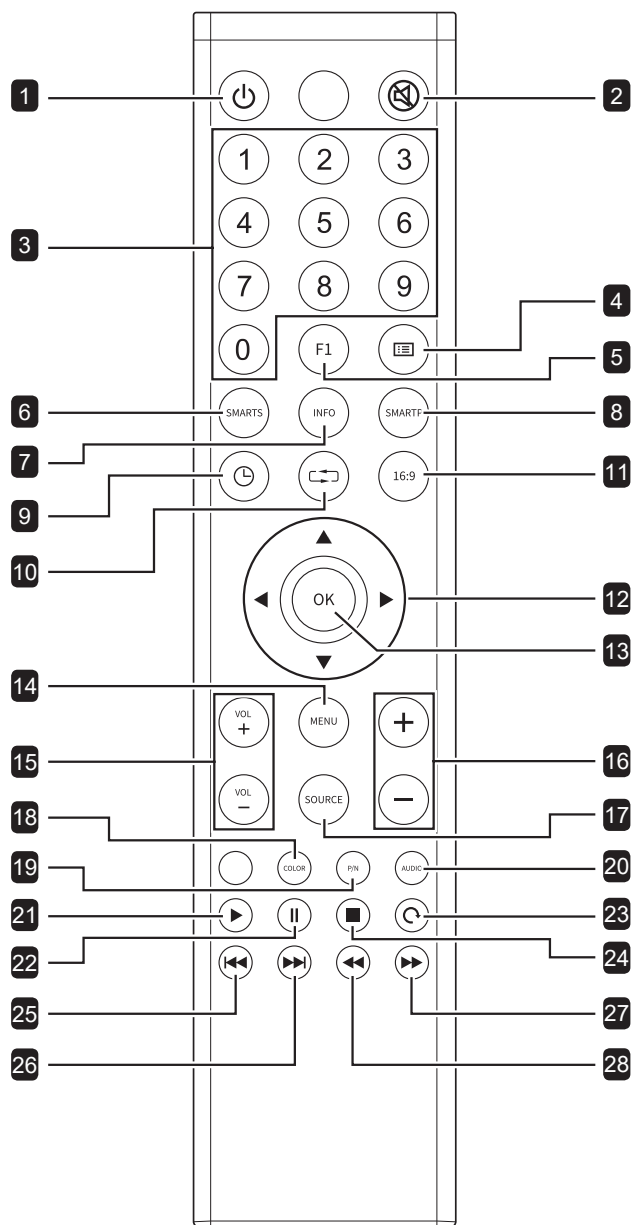 1
2
1 2 3
3
4 5 6
7 8 9
4
0 F1
5
6 SMARTS INFO SMARTP 8
7
16:9 11
9
10
OK 12
13
14
VOL + MENU +
15 16
VOL − SOURCE −
17
18
COLOR P/N AUDIO
19 20
21 23
22 24
25 27
26 28